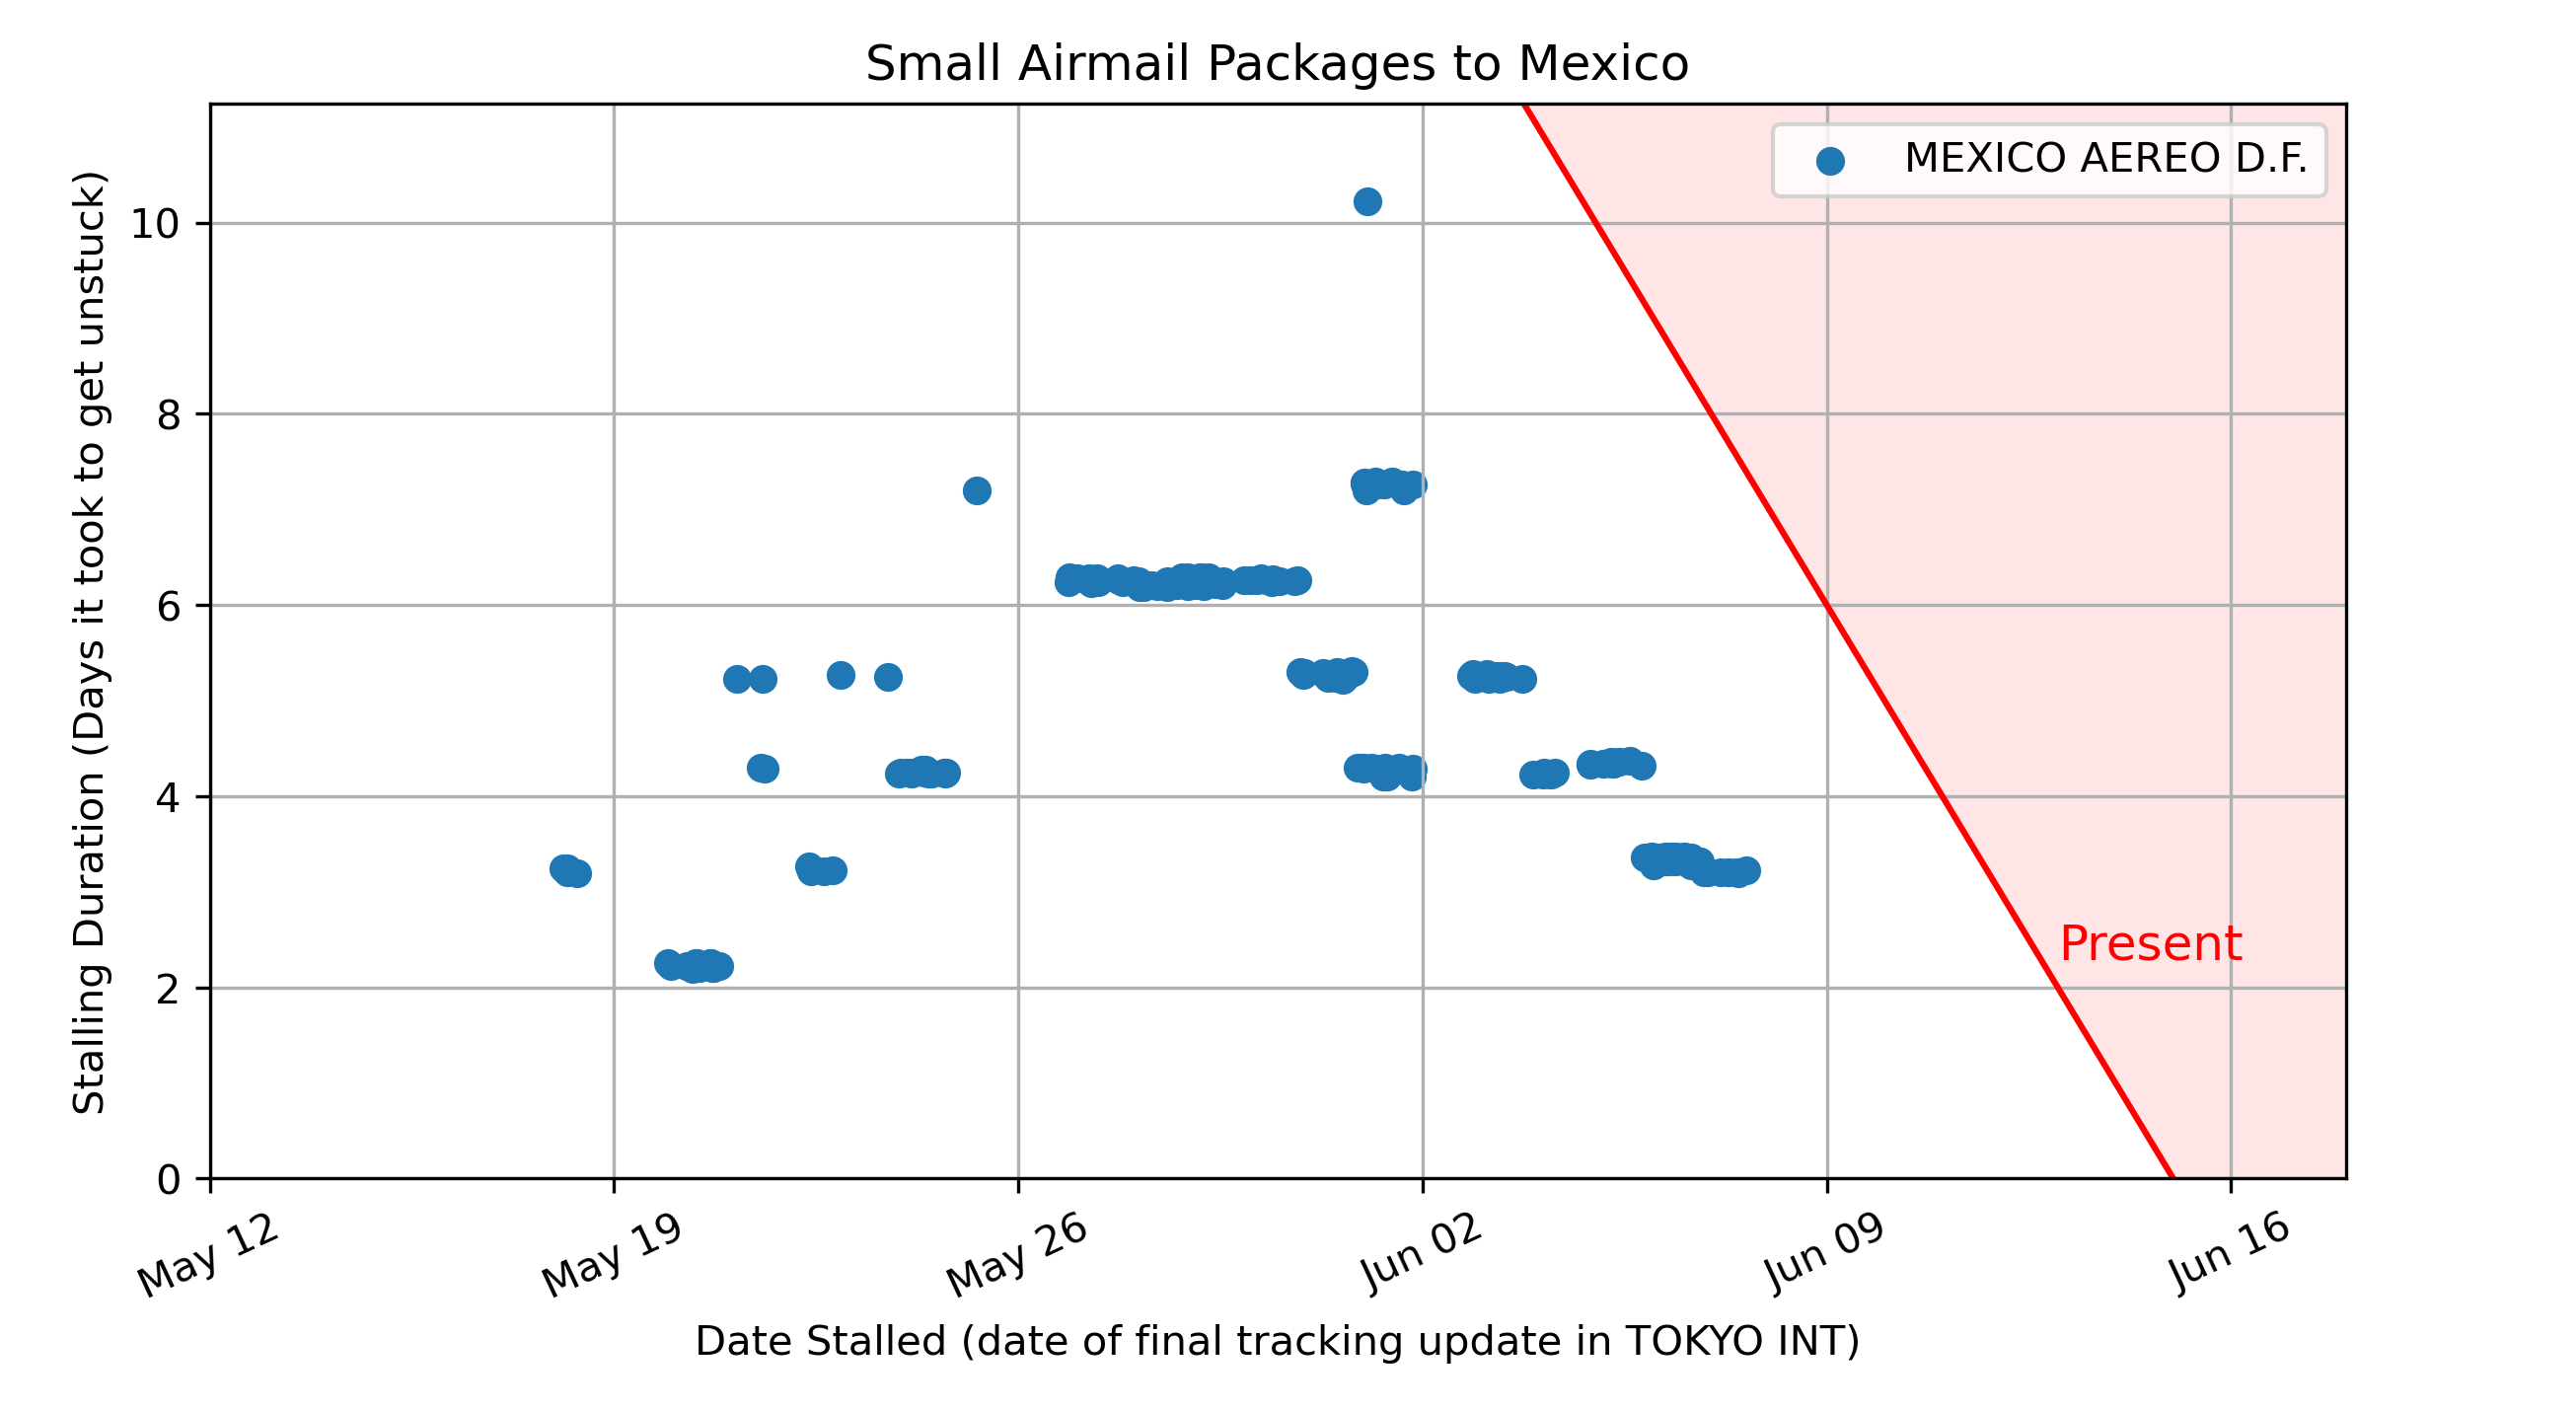 Small Airmail Packages to Mexico
MEXICO AEREO D.F.
Stalling Duration (Days it took to get unstuck)
10
8
6
4
2
0
Present
May 12
May 19
May 26
Jun 02
Jun 09
Jun 16
Date Stalled (date of final tracking update in TOKYO INT)